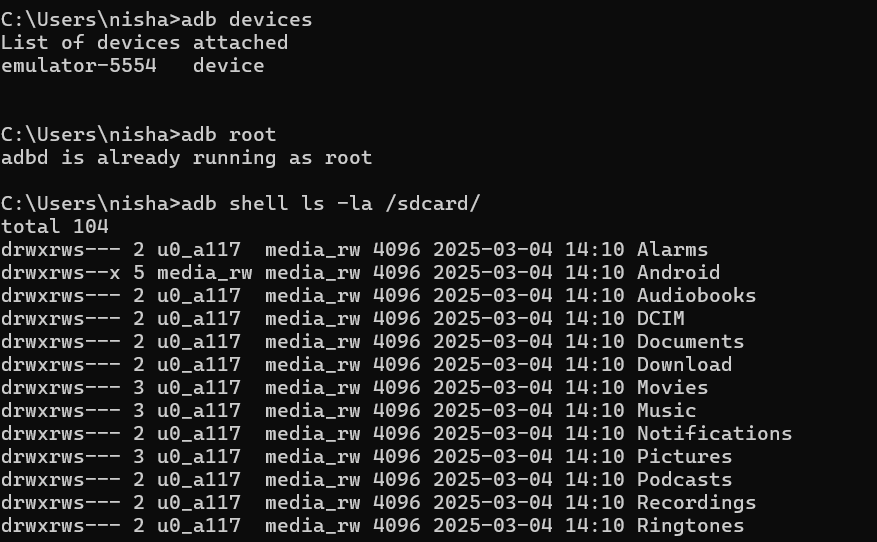 C:\Users\nisha>adb devices
List of devices attached
emulator-5554   device
C:\Users\nisha>adb root
adbd is already running as root
C:\Users\nisha>adb shell ls -la /sdcard/
total 104
drwxrws--- 2 u0_a117  media_rw 4096 2025-03-04 14:10 Alarms
drwxrws--x 5 media_rw media_rw 4096 2025-03-04 14:10 Android
drwxrws--- 2 u0_a117  media_rw 4096 2025-03-04 14:10 Audiobooks
drwxrws--- 2 u0_a117  media_rw 4096 2025-03-04 14:10 DCIM
drwxrws--- 2 u0_a117  media_rw 4096 2025-03-04 14:10 Documents
drwxrws--- 2 u0_a117  media_rw 4096 2025-03-04 14:10 Download
drwxrws--- 3 u0_a117  media_rw 4096 2025-03-04 14:10 Movies
drwxrws--- 3 u0_a117  media_rw 4096 2025-03-04 14:10 Music
drwxrws--- 2 u0_a117  media_rw 4096 2025-03-04 14:10 Notifications
drwxrws--- 3 u0_a117  media_rw 4096 2025-03-04 14:10 Pictures
drwxrws--- 2 u0_a117  media_rw 4096 2025-03-04 14:10 Podcasts
drwxrws--- 2 u0_a117  media_rw 4096 2025-03-04 14:10 Recordings
drwxrws--- 2 u0_a117  media_rw 4096 2025-03-04 14:10 Ringtones